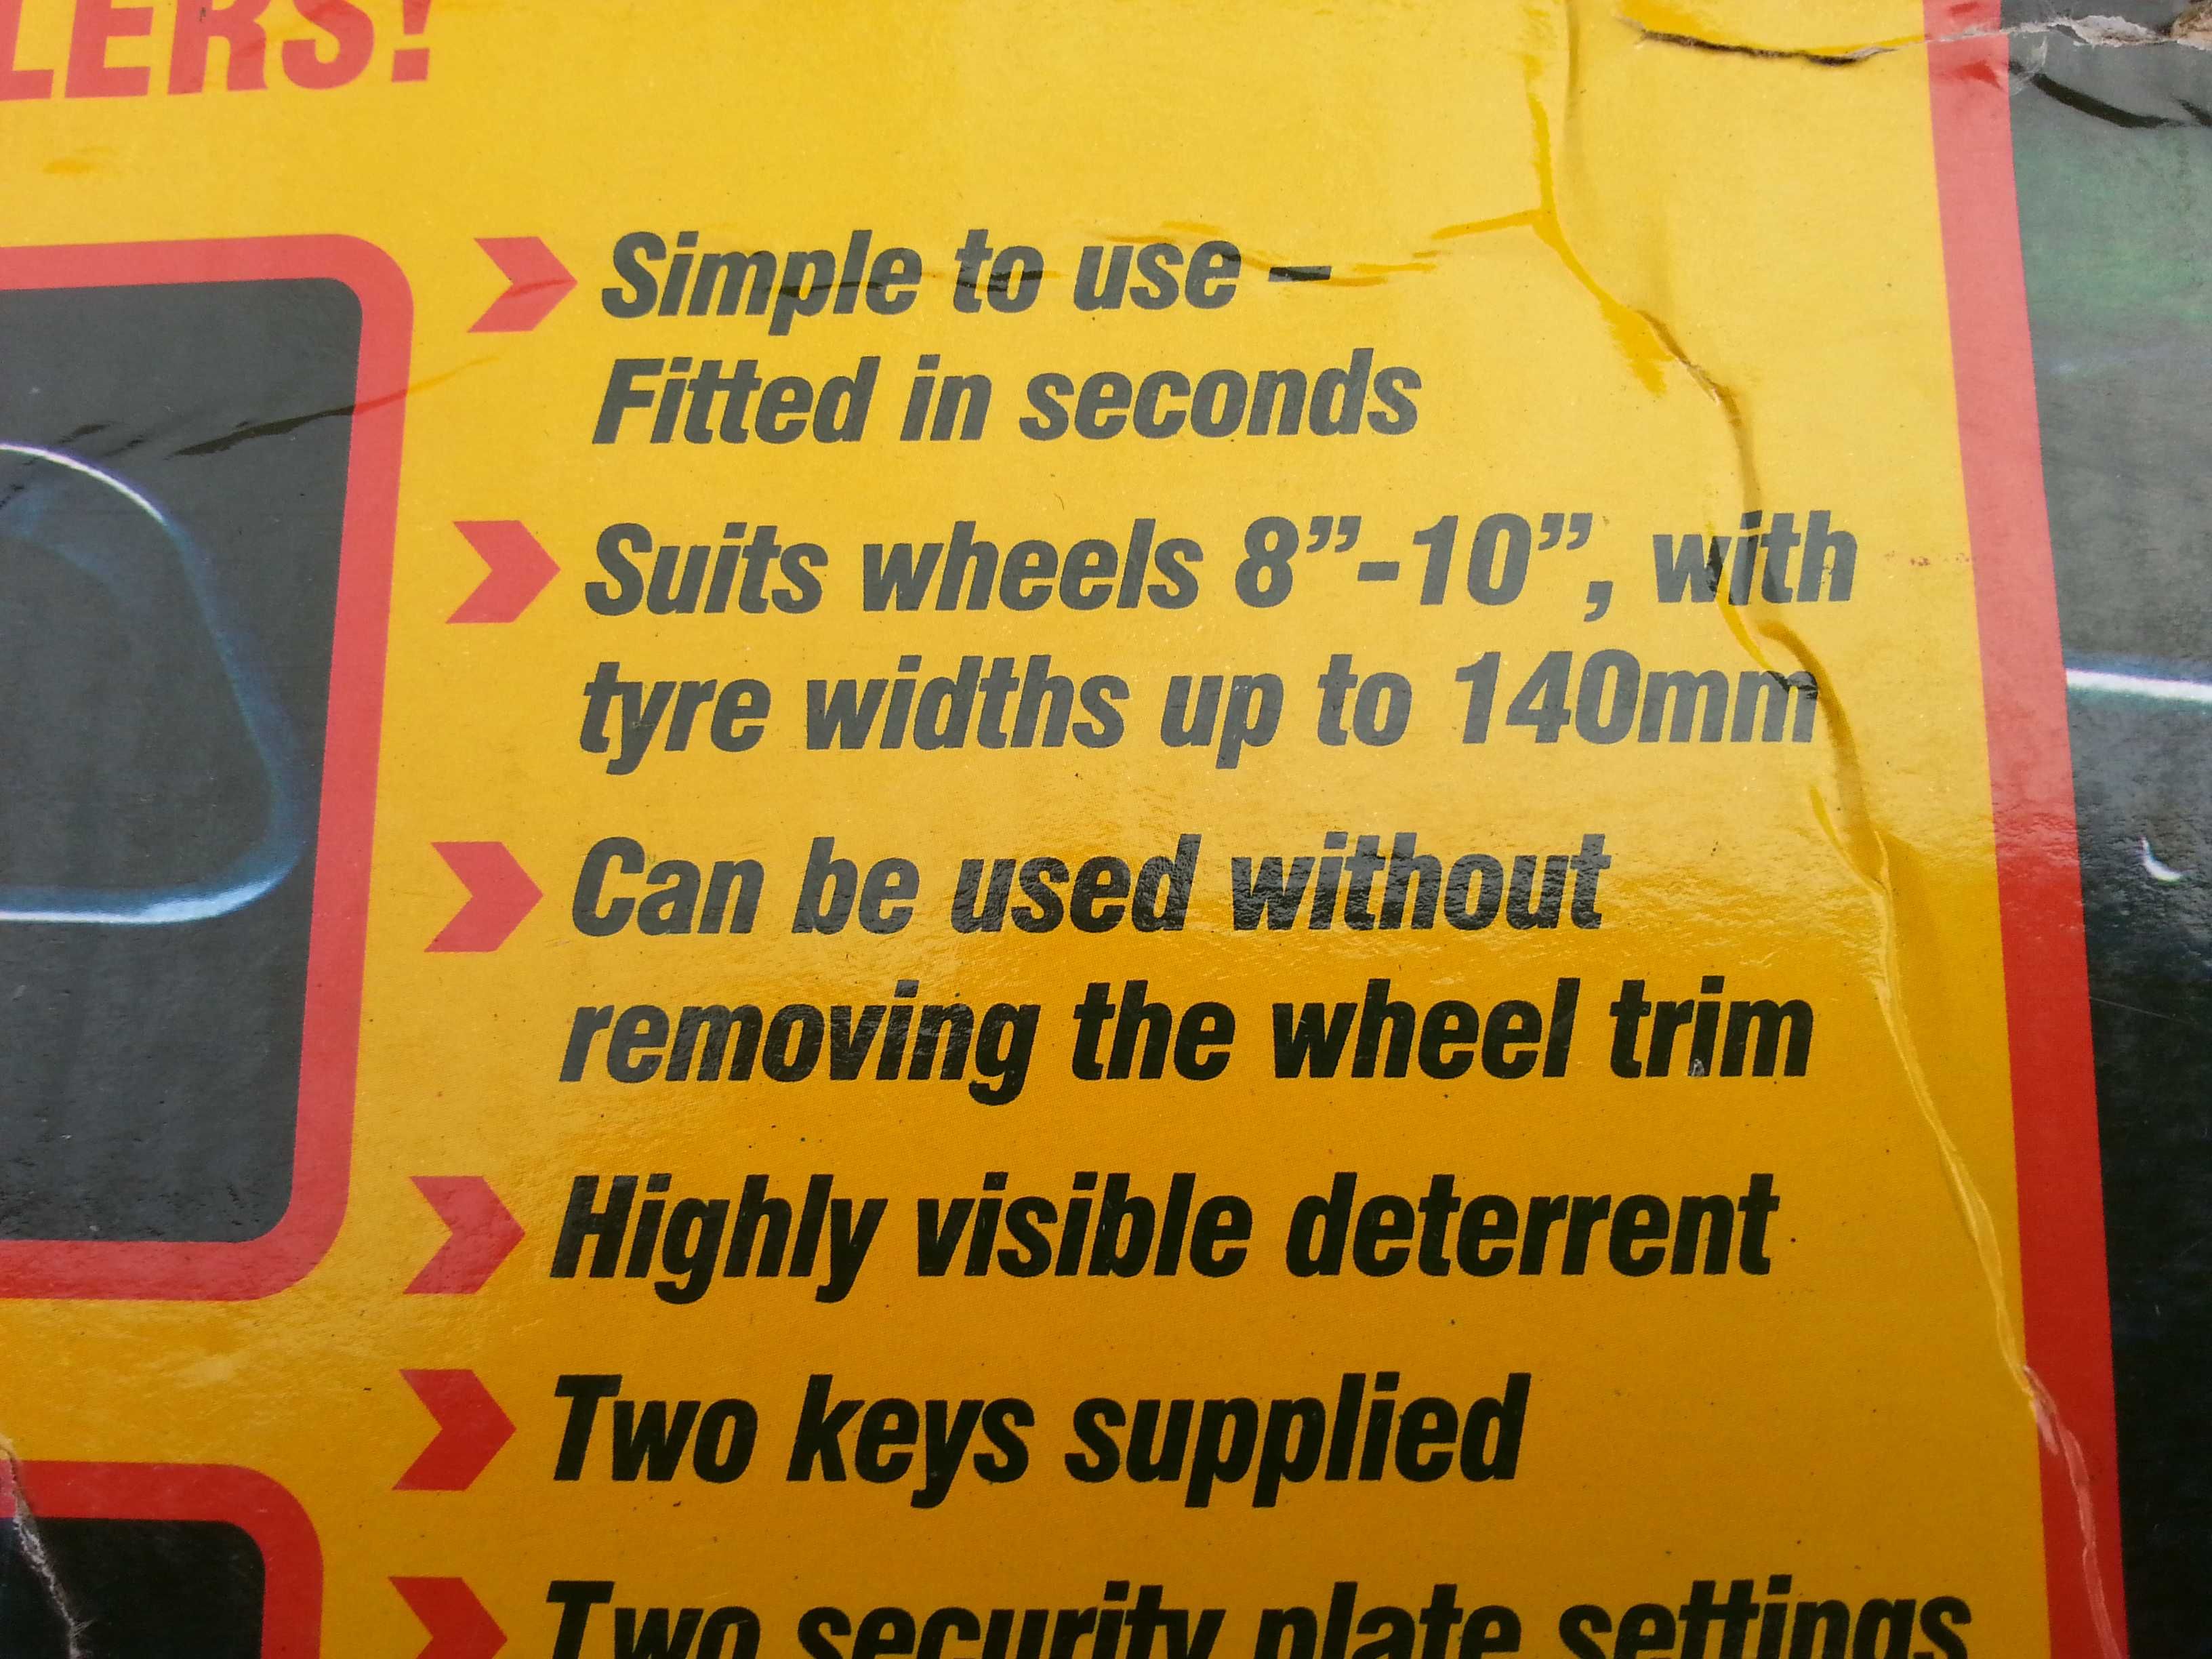 LERS!
Simple to use –
Fitted in seconds
Suits wheels 8”-10”, with
tyre widths up to 140mm
Can be used without
removing the wheel trim
Highly visible deterrent
Two keys supplied
Two security plate settings